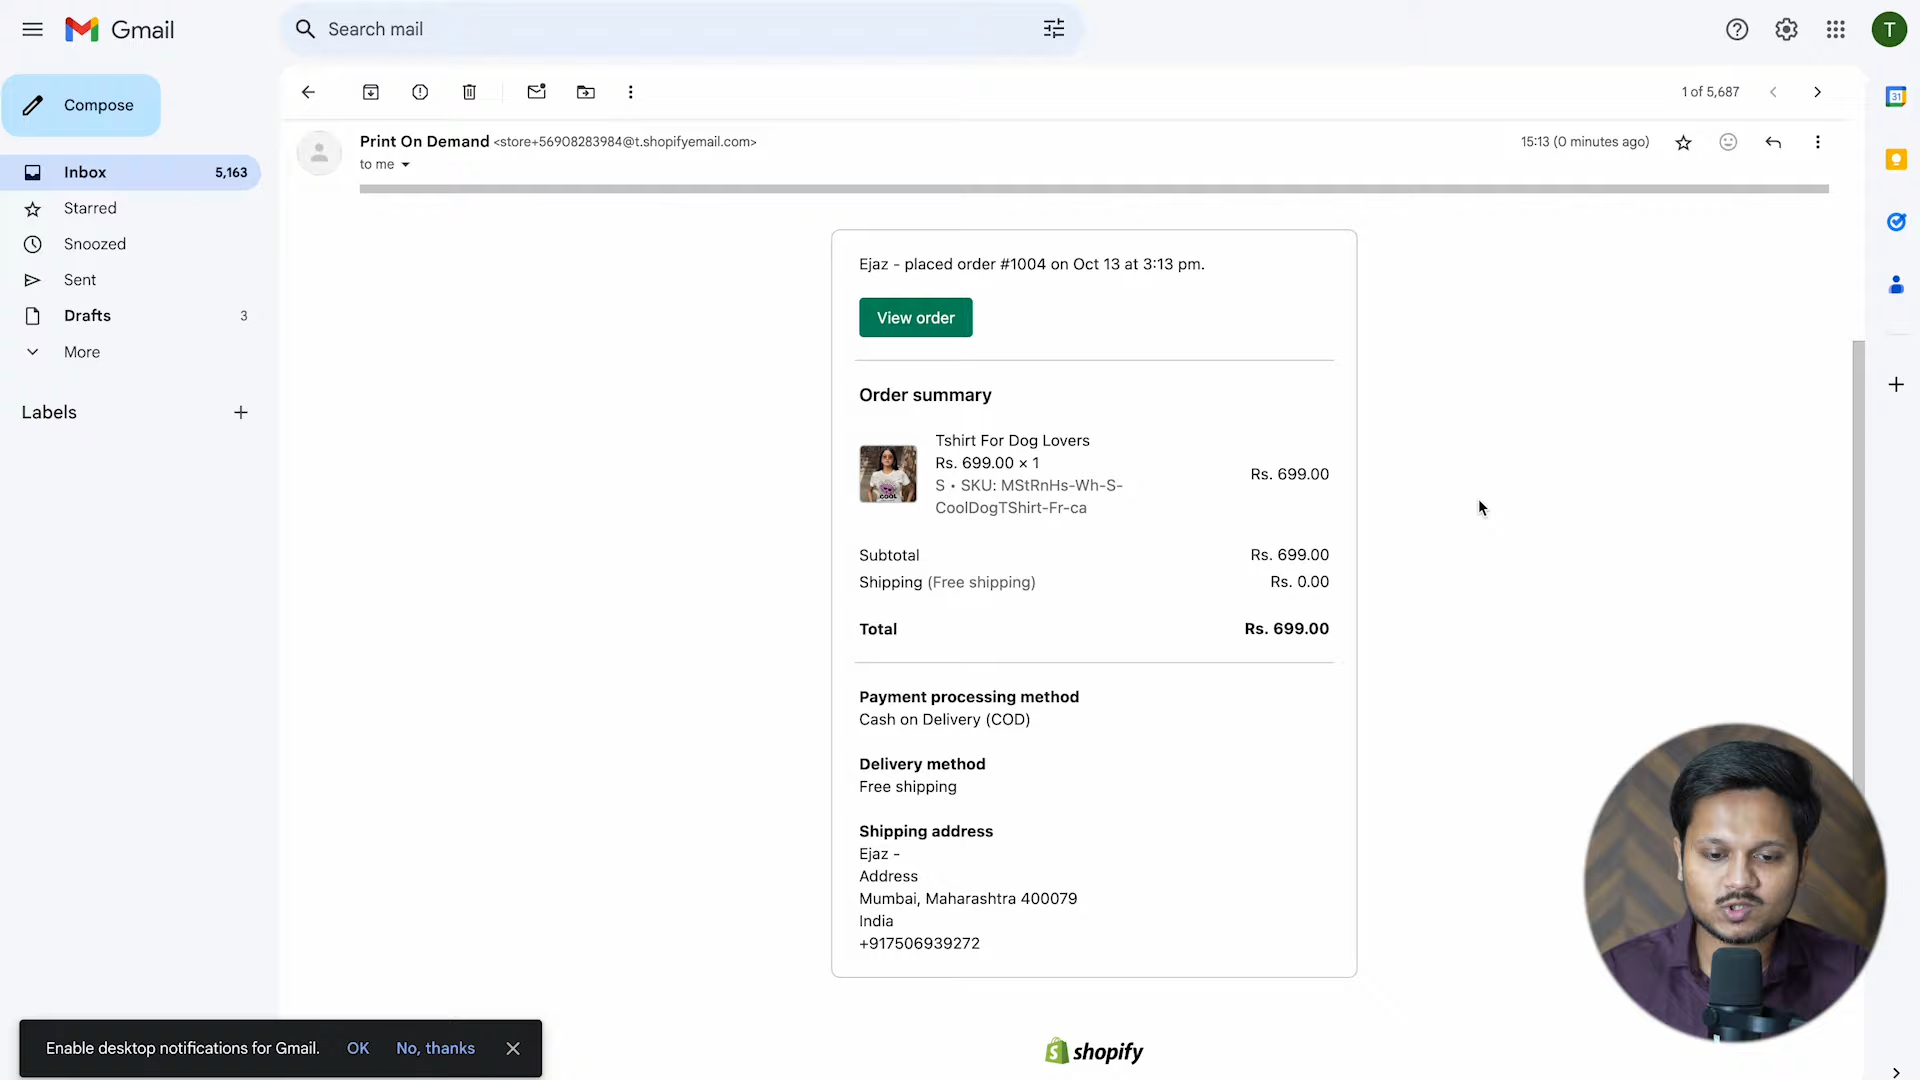 Gmail
Search mail
T
Compose
1 of 5,687
31
Print On Demand <store+56908283984@t.shopifyemail.com>
15:13 (0 minutes ago)
to me
Inbox 5,163
Starred
Snoozed
Sent
Drafts 3
More
Labels
Ejaz - placed order #1004 on Oct 13 at 3:13 pm.
View order
Order summary
Tshirt For Dog Lovers
Rs. 699.00 × 1
Rs. 699.00
S • SKU: MStRnHs-Wh-S-
CoolDogTShirt-Fr-ca
COOL
Subtotal Rs. 699.00
Shipping (Free shipping) Rs. 0.00
Total Rs. 699.00
Payment processing method
Cash on Delivery (COD)
Delivery method
Free shipping
Shipping address
Ejaz -
Address
Mumbai, Maharashtra 400079
India
+917506939272
Enable desktop notifications for Gmail. OK No, thanks
shopify